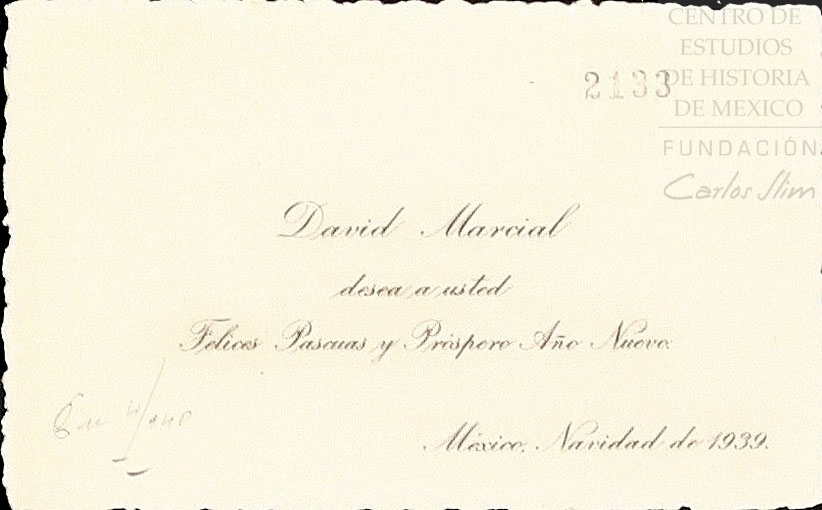 CENTRO DE
ESTUDIOS
DE HISTORIA
DE MEXICO
FUNDACIÓN
Carlos Slim
2133
David Marcial
desea a usted
Felices Pascuas y Próspero Año Nuevo.
México, Navidad de 1939.